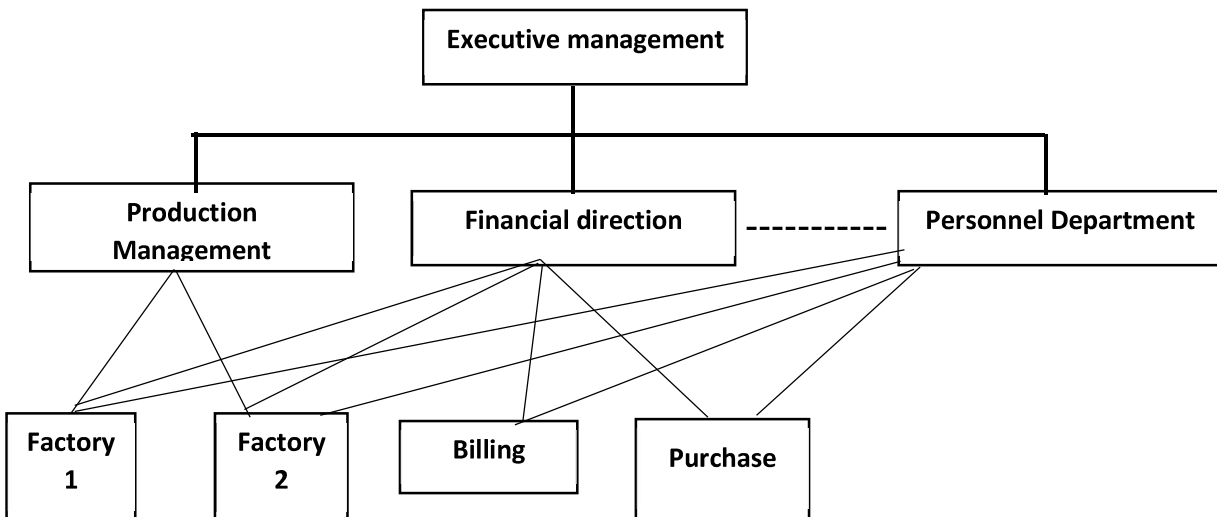 Executive management
Production
Management
Financial direction
Personnel Department
Factory
1
Factory
2
Billing
Purchase